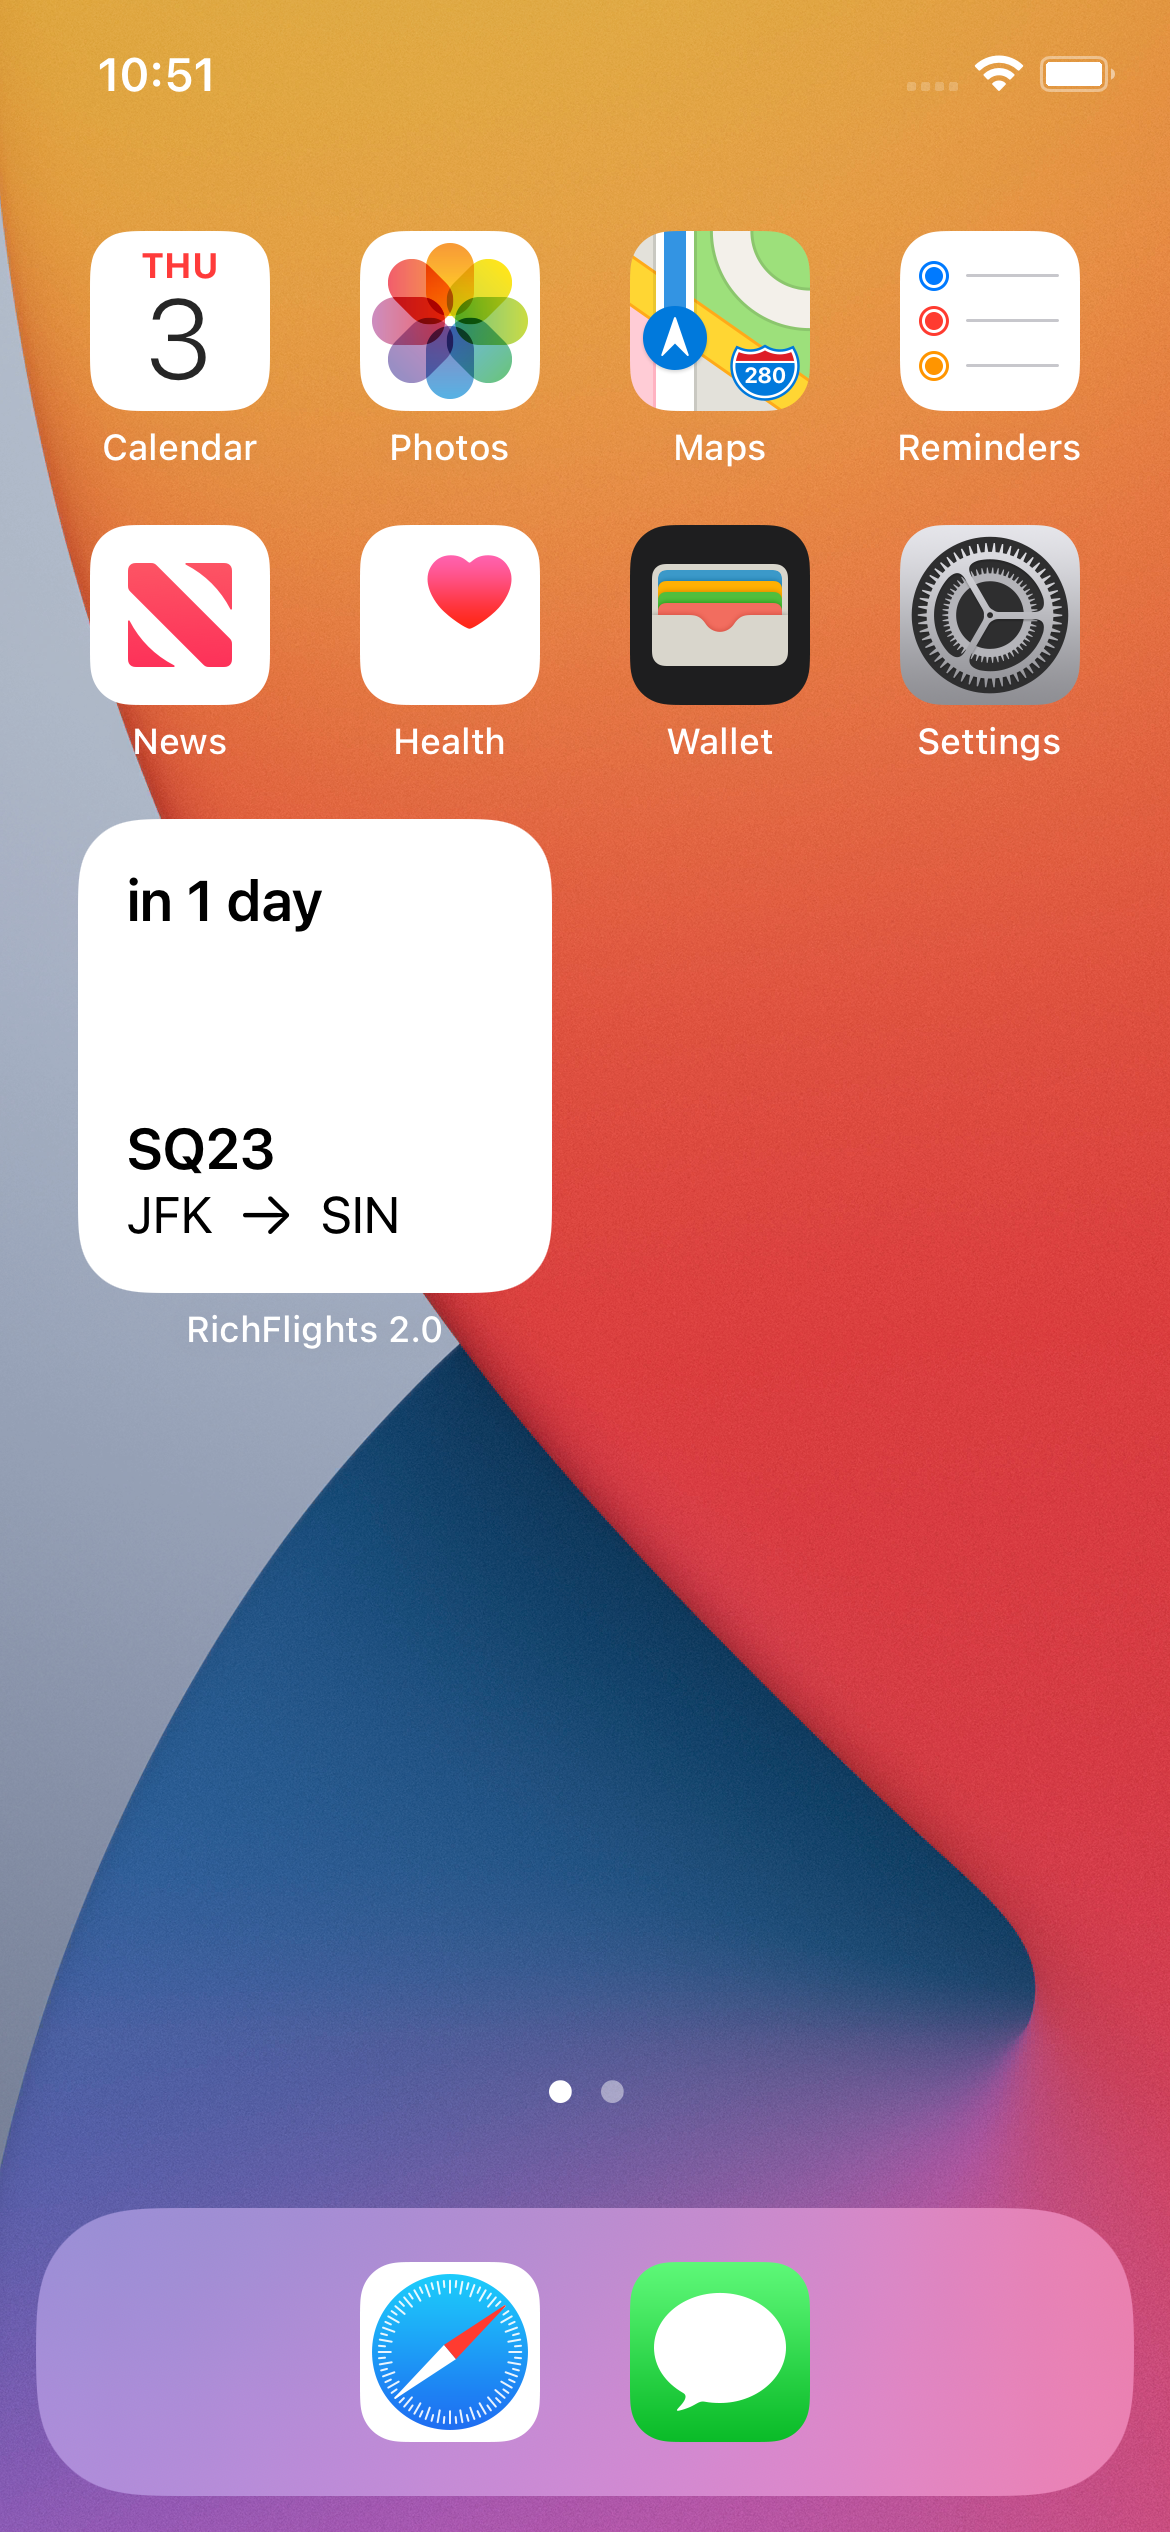 10:51
THU
3
280
Calendar
Photos
Maps
Reminders
News
Health
Wallet
Settings
in 1 day
SQ23
JFK → SIN
RichFlights 2.0